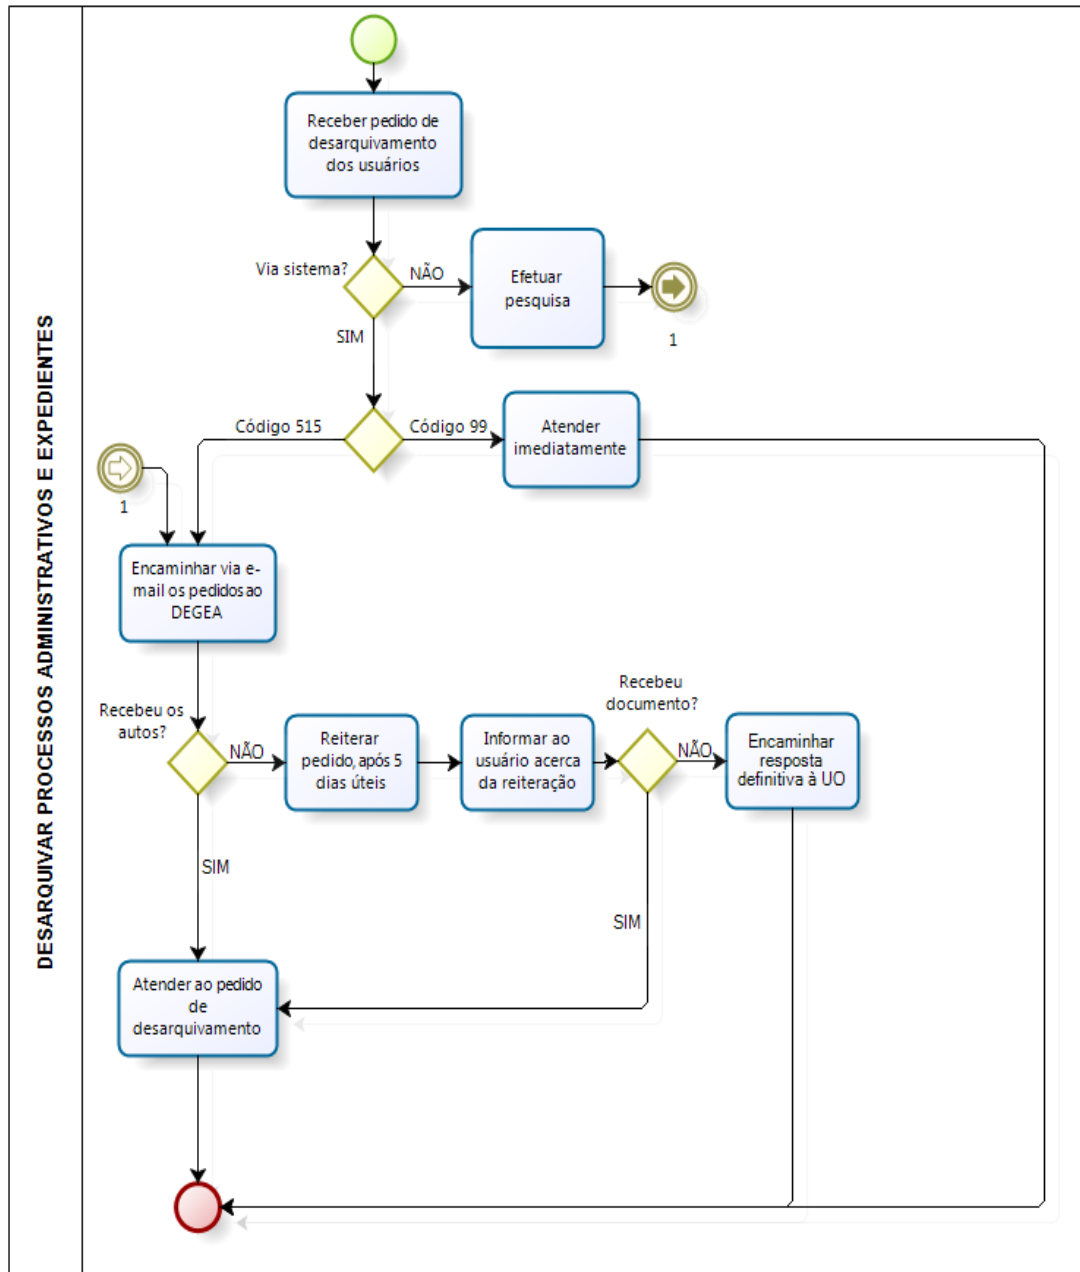 DESARQUIVAR PROCESSOS ADMINISTRATIVOS E EXPEDIENTES
Receber pedido de
desarquivamento
dos usuários
Via sistema?
NÃO
Efetuar
pesquisa
1
SIM
Código 515
Código 99
Atender
imediatamente
1
Encaminhar via e-
mail os pedidos ao
DEGEA
Recebeu os
autos?
NÃO
Reiterar
pedido, após 5
dias úteis
Informar ao
usuário acerca
da reiteração
Recebeu
documento?
NÃO
Encaminhar
resposta
definitiva à UO
SIM
SIM
Atender ao pedido
de
desarquivamento